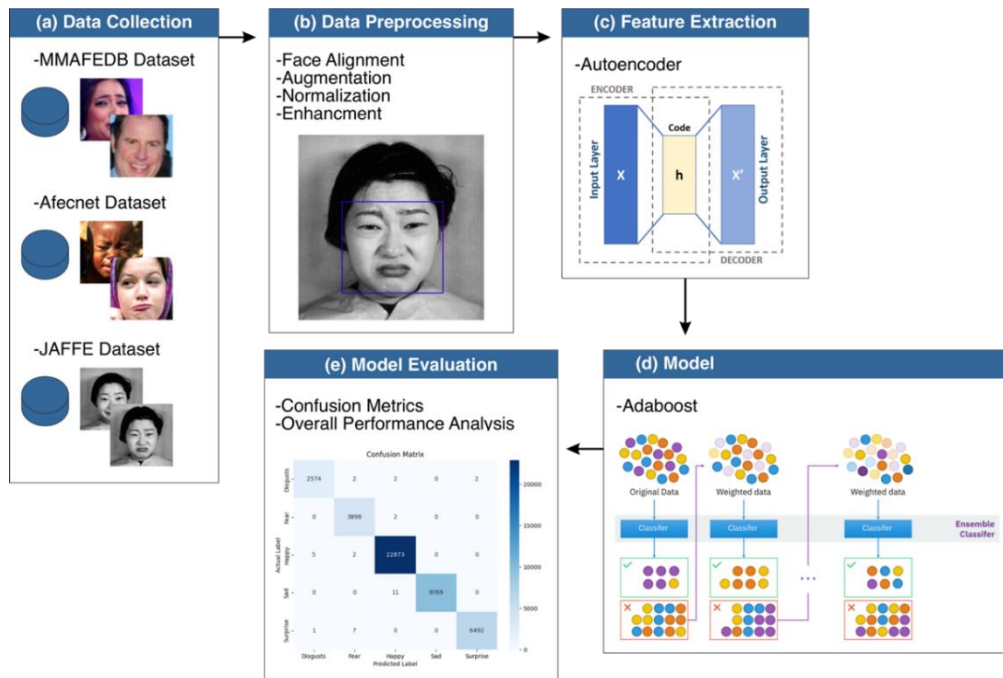 (a) Data Collection
-MMAFEDB Dataset
-Afecnet Dataset
-JAFFE Dataset
(b) Data Preprocessing
-Face Alignment
-Augmentation
-Normalization
-Enhancment
(c) Feature Extraction
-Autoencoder
ENCODER
Code
Input Layer
X
h
X'
Output Layer
DECODER
(d) Model
-Adaboost
Original Data
Weighted data
Weighted data
Classifer
Classifer
Classifer
Ensemble
Classifer
...
(e) Model Evaluation
-Confusion Metrics
-Overall Performance Analysis
Confusion Matrix
Actual Label
Disgusts 2574 2 2 0 2
Fear 0 3898 2 0 0
Happy 5 2 22873 0 0
Sad 0 0 11 9769 0
Surprise 1 7 0 0 6492
Disgusts Fear Happy Sad Surprise
Predicted Label
20000
15000
10000
5000
0